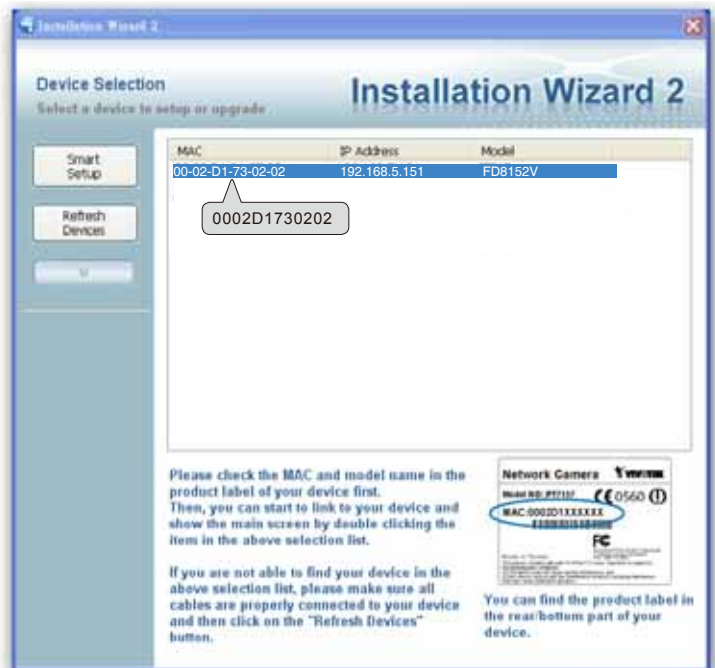 Installation Wizard 2
Device Selection
Select a device to setup or upgrade
Installation Wizard 2
Smart
Setup
Refresh
Devices
MAC IP Address Model
00-02-D1-73-02-02 192.168.5.151 FD8152V
0002D1730202
Please check the MAC and model name in the
product label of your device first.
Then, you can start to link to your device and
show the main screen by double clicking the
item in the above selection list.
If you are not able to find your device in the
above selection list, please make sure all
cables are properly connected to your device
and then click on the "Refresh Devices"
button.
Network Camera VIVOTEK
Model NO: PT7137 CE0560
MAC:0002D1XXXXXX
FC
You can find the product label in
the rear/bottom part of your
device.